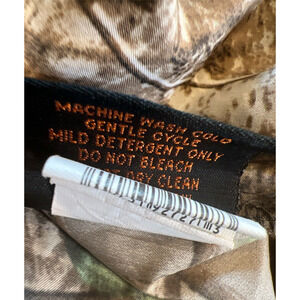 MACHINE WASH COLD
GENTLE CYCLE
MILD DETERGENT ONLY
DO NOT BLEACH
DRY CLEAN